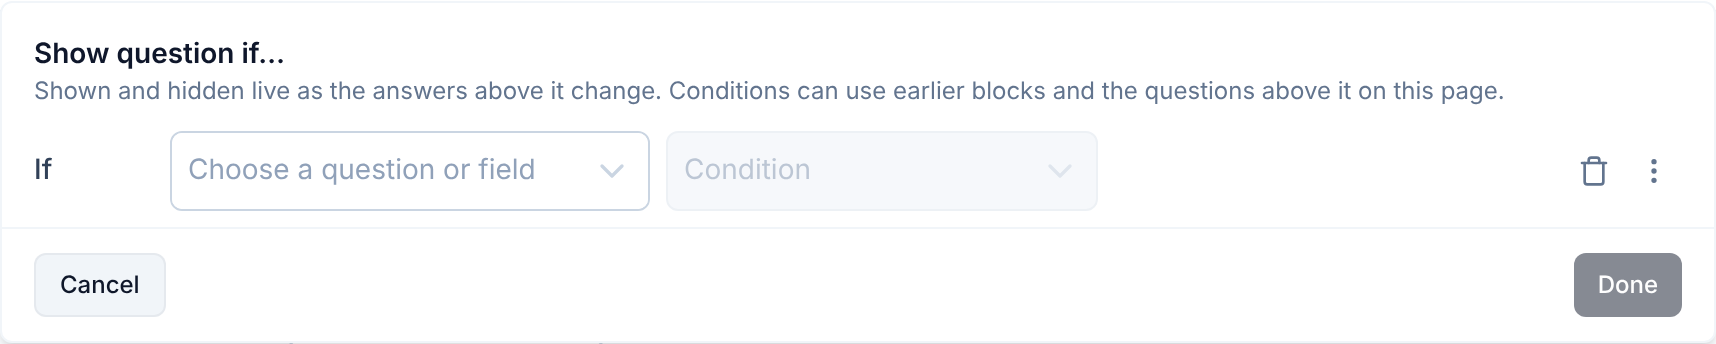 Show question if...
Shown and hidden live as the answers above it change. Conditions can use earlier blocks and the questions above it on this page.
If Choose a question or field Condition
Cancel Done